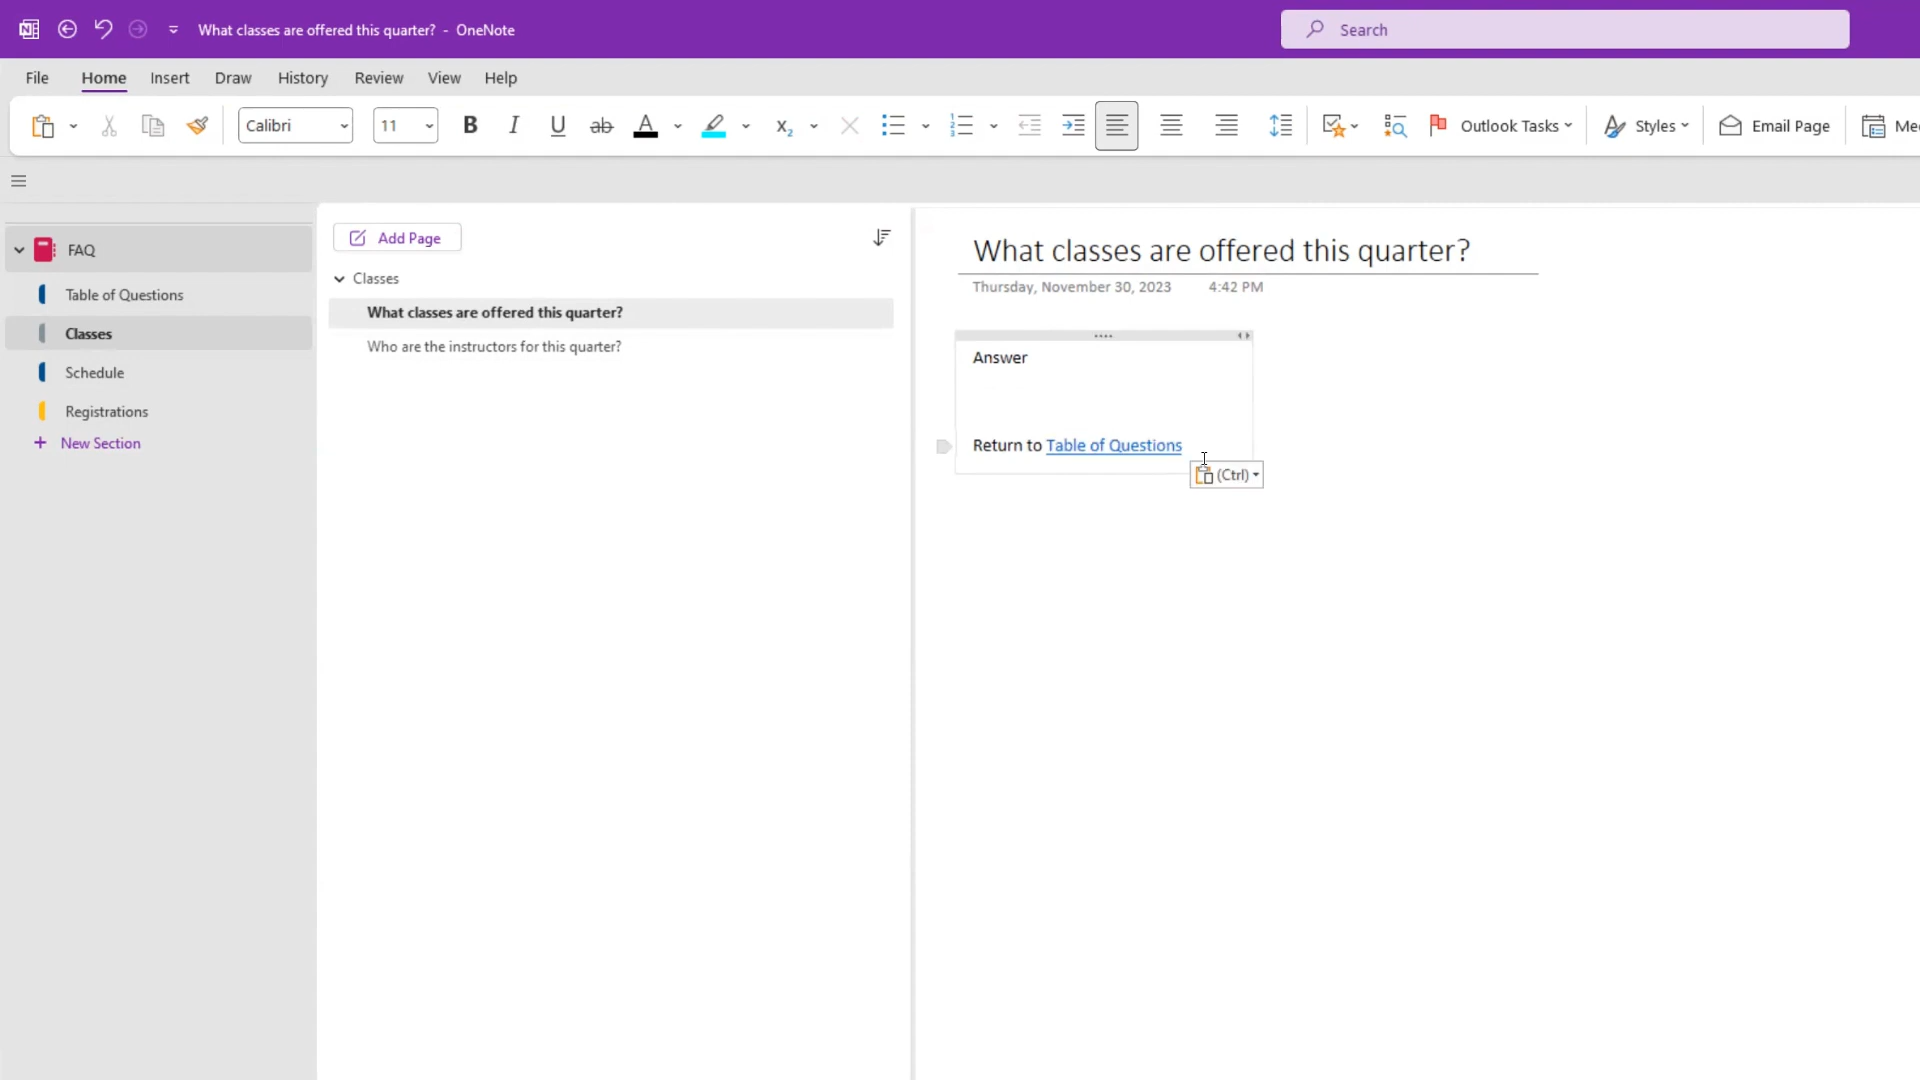 What classes are offered this quarter? - OneNote
Search
File Home Insert Draw History Review View Help
Calibri 11 B I U ab A x₂ Outlook Tasks Styles Email Page
Add Page
FAQ
Table of Questions
Classes
Schedule
Registrations
+ New Section
Classes
What classes are offered this quarter?
Who are the instructors for this quarter?
What classes are offered this quarter?
Thursday, November 30, 2023 4:42 PM
Answer
Return to Table of Questions
(Ctrl)